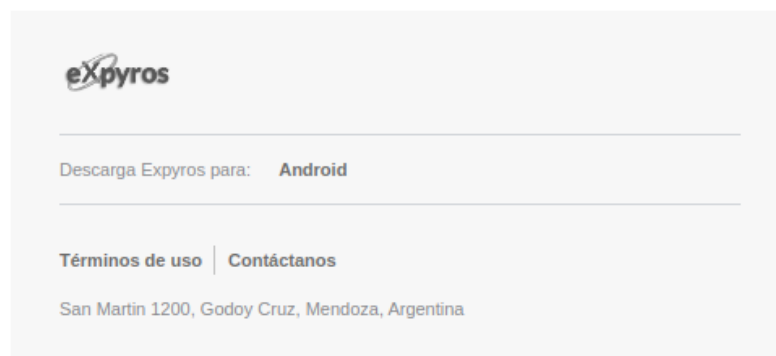 eXpyros
Descarga Expyros para: Android
Términos de uso Contáctanos
San Martin 1200, Godoy Cruz, Mendoza, Argentina